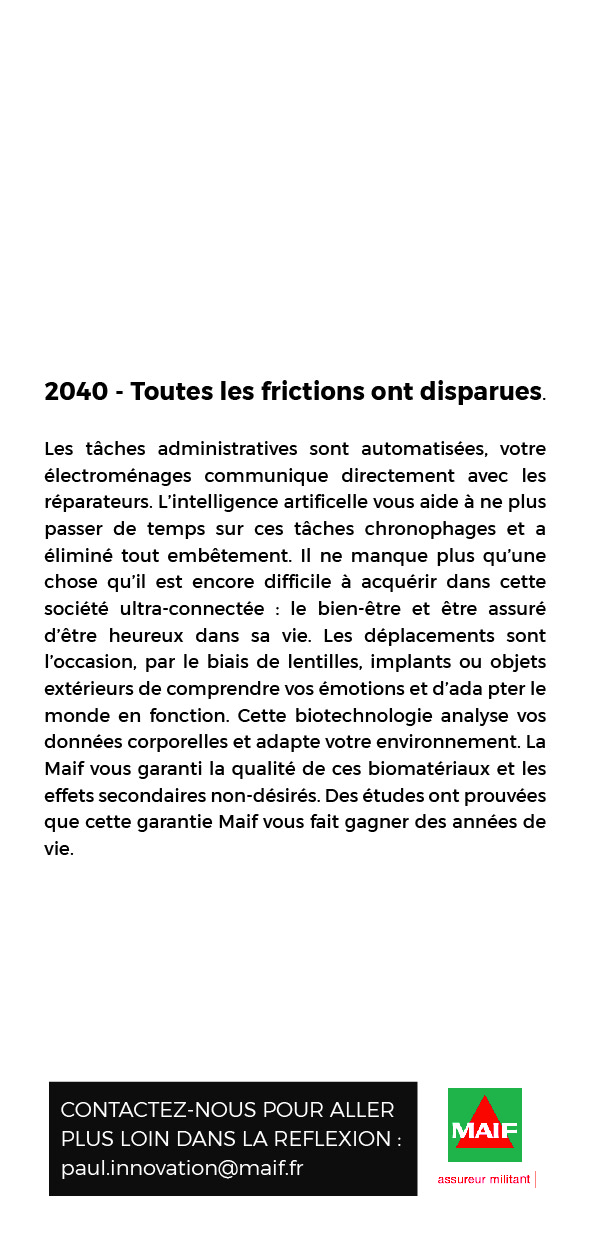 2040 - Toutes les frictions ont disparues.
Les tâches administratives sont automatisées, votre
électroménages communique directement avec les
réparateurs. L’intelligence artificelle vous aide à ne plus
passer de temps sur ces tâches chronophages et a
éliminé tout embêtement. Il ne manque plus qu’une
chose qu’il est encore difficile à acquérir dans cette
société ultra-connectée : le bien-être et être assuré
d’être heureux dans sa vie. Les déplacements sont
l’occasion, par le biais de lentilles, implants ou objets
extérieurs de comprendre vos émotions et d’ada pter le
monde en fonction. Cette biotechnologie analyse vos
données corporelles et adapte votre environnement. La
Maif vous garanti la qualité de ces biomatériaux et les
effets secondaires non-désirés. Des études ont prouvées
que cette garantie Maif vous fait gagner des années de
vie.
CONTACTEZ-NOUS POUR ALLER
PLUS LOIN DANS LA REFLEXION :
paul.innovation@maif.fr
MAIF
assureur militant